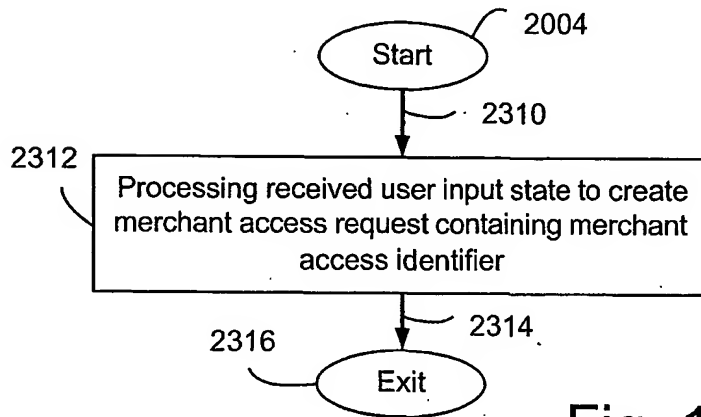 2004
Start
2310
2312
Processing received user input state to create
merchant access request containing merchant
access identifier
2314
2316
Exit